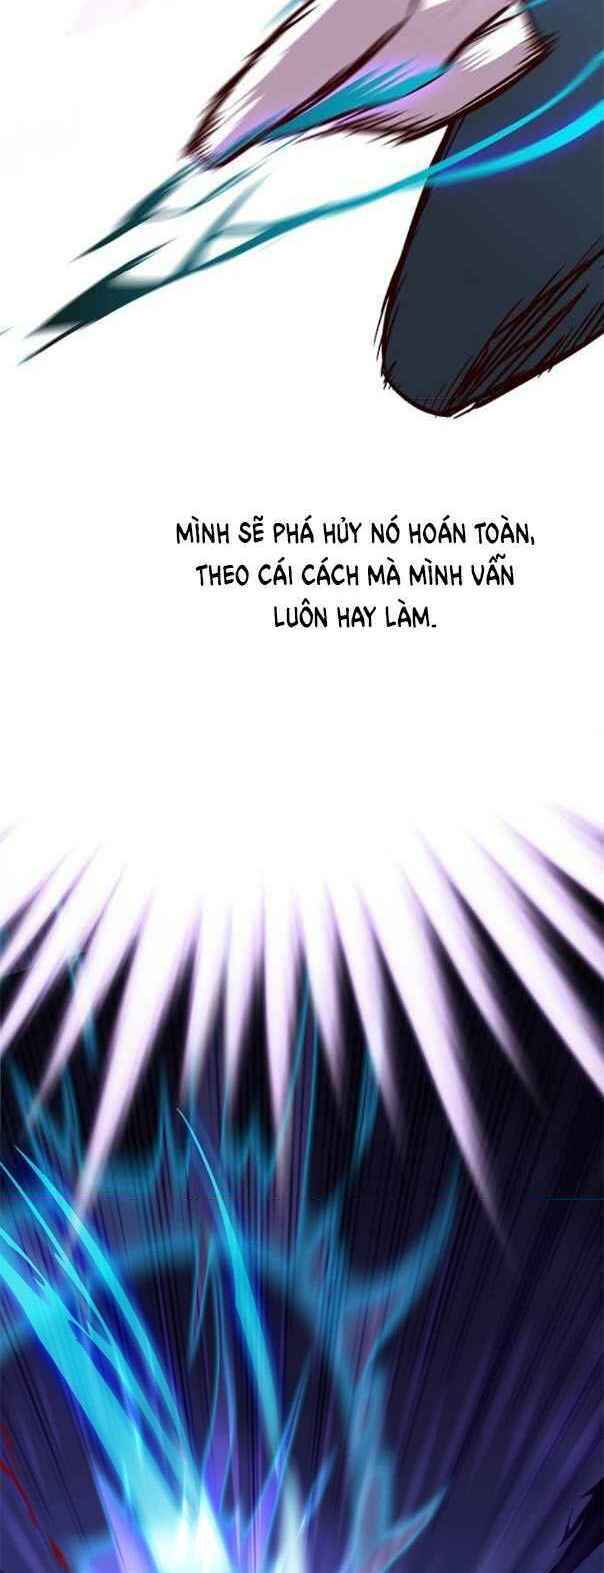 MÌNH SẼ PHÁ HỦY NÓ HOÁN TOÀN,
THEO CÁI CÁCH MÀ MÌNH VẪN
LUÔN HAY LÀM.